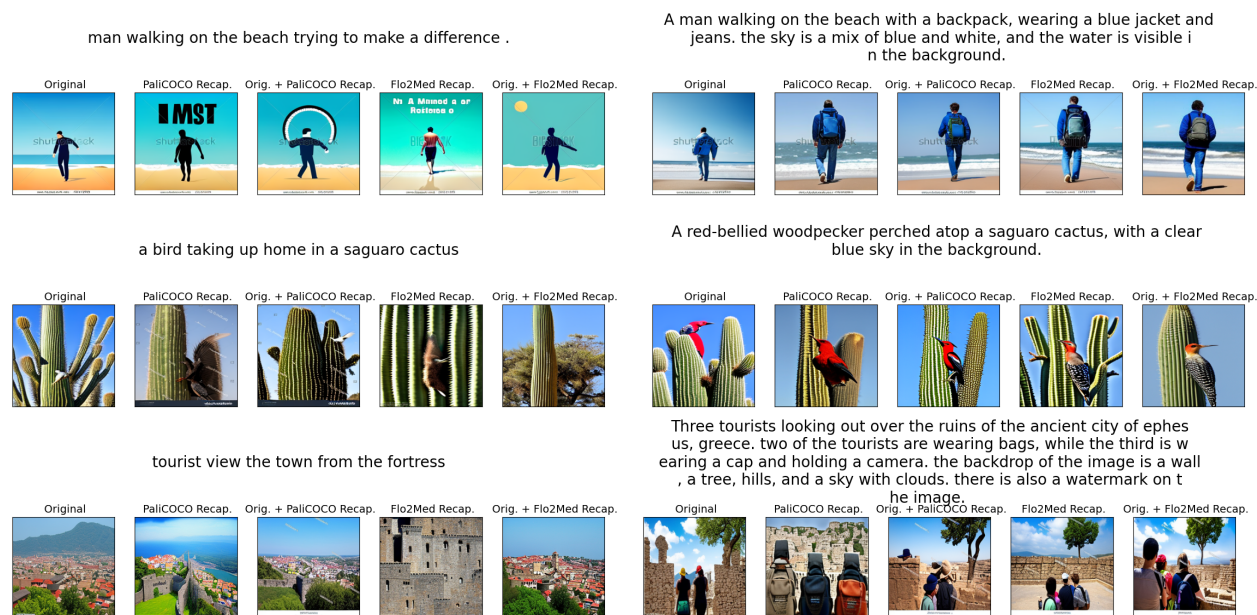 man walking on the beach trying to make a difference .
Original
PaliCOCO Recap.
Orig. + PaliCOCO Recap.
Flo2Med Recap.
Orig. + Flo2Med Recap.
I MST
A man walking on the beach with a backpack, wearing a blue jacket and
jeans. the sky is a mix of blue and white, and the water is visible i
n the background.
Original
PaliCOCO Recap.
Orig. + PaliCOCO Recap.
Flo2Med Recap.
Orig. + Flo2Med Recap.
a bird taking up home in a saguaro cactus
Original
PaliCOCO Recap.
Orig. + PaliCOCO Recap.
Flo2Med Recap.
Orig. + Flo2Med Recap.
A red-bellied woodpecker perched atop a saguaro cactus, with a clear
blue sky in the background.
Original
PaliCOCO Recap.
Orig. + PaliCOCO Recap.
Flo2Med Recap.
Orig. + Flo2Med Recap.
tourist view the town from the fortress
Original
PaliCOCO Recap.
Orig. + PaliCOCO Recap.
Flo2Med Recap.
Orig. + Flo2Med Recap.
Three tourists looking out over the ruins of the ancient city of ephes
us, greece. two of the tourists are wearing bags, while the third is w
earing a cap and holding a camera. the backdrop of the image is a wall
, a tree, hills, and a sky with clouds. there is also a watermark on t
he image.
Original
PaliCOCO Recap.
Orig. + PaliCOCO Recap.
Flo2Med Recap.
Orig. + Flo2Med Recap.